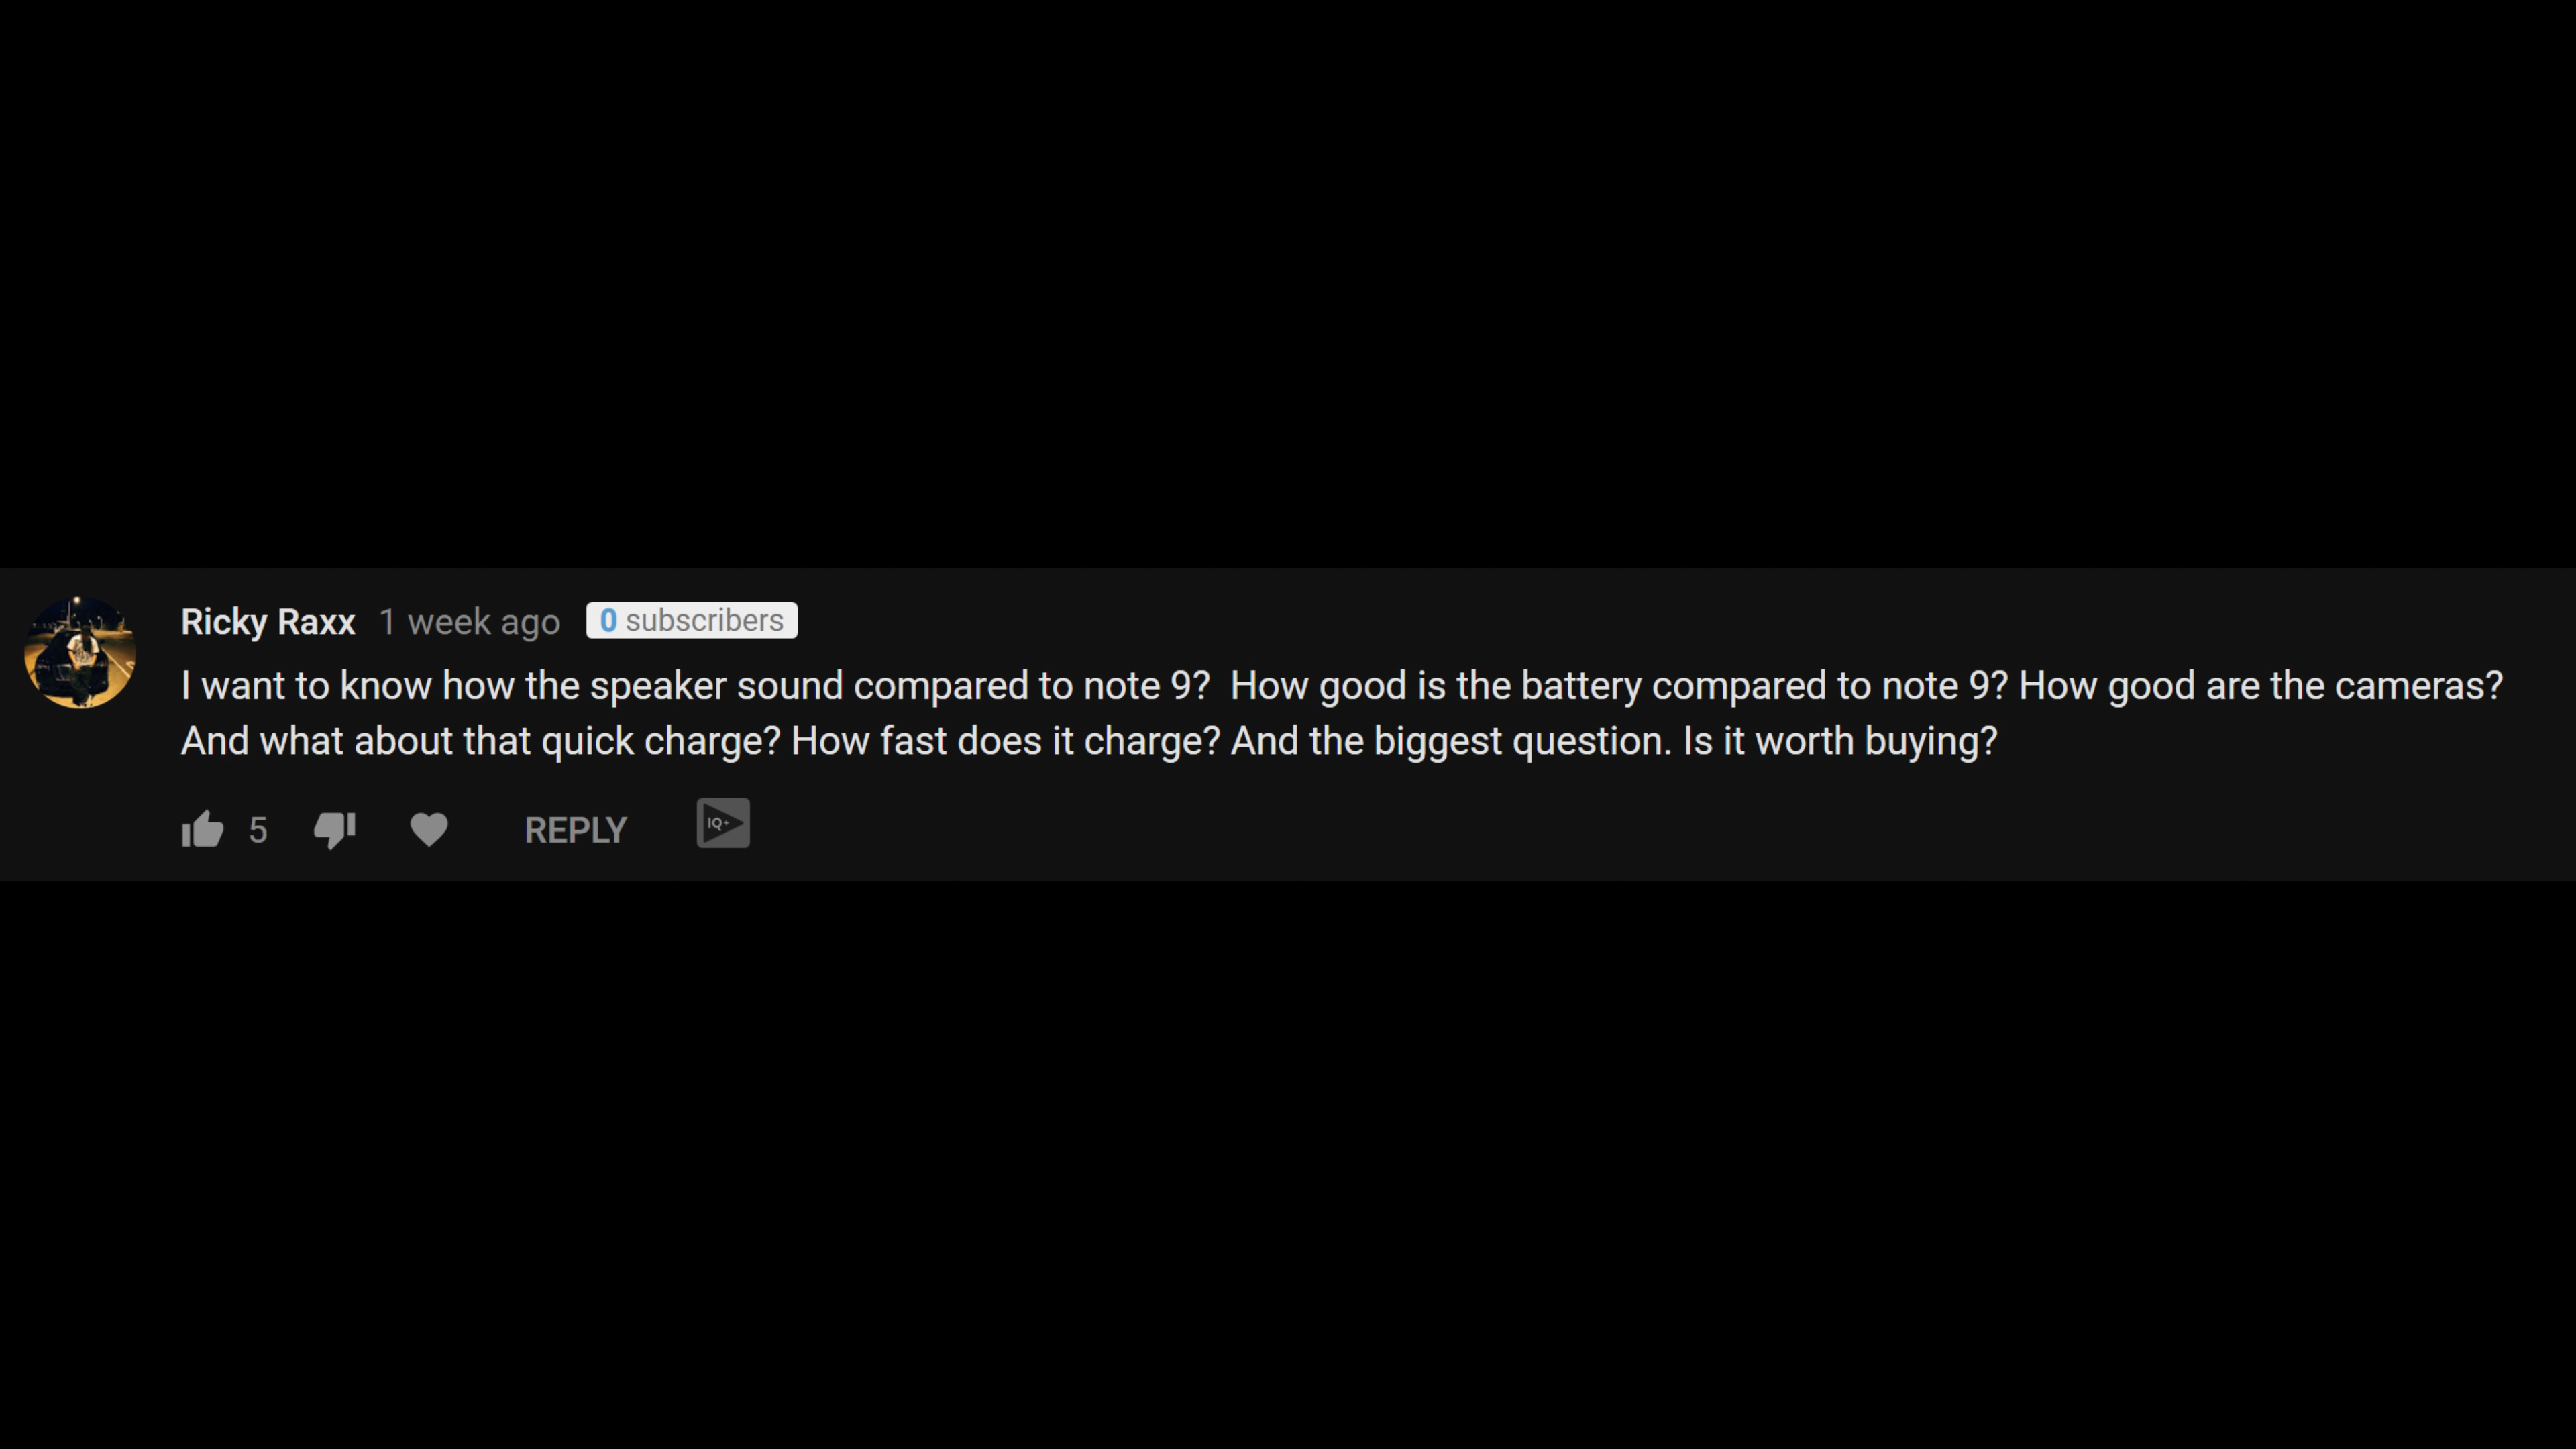 Ricky Raxx 1 week ago 0 subscribers
I want to know how the speaker sound compared to note 9?  How good is the battery compared to note 9? How good are the cameras?
And what about that quick charge? How fast does it charge? And the biggest question. Is it worth buying?
5 REPLY IQ+